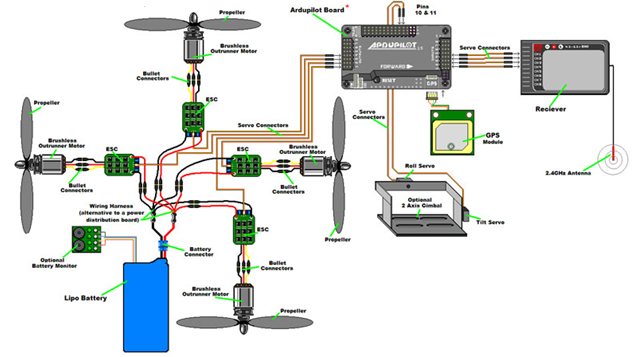 Propeller
Ardupilot Board *
Pins
10 & 11
Brushless
Outrunner Motor
ARDUPILOT
Servo Connectors
Bullet
Connectors
FORWARD
RESET
GPS
ESC
Reciever
Propeller
Servo Connectors
Servo
Connectors
GPS
Module
Brushless
Outrunner Motor
ESC
ESC
Brushless
Outrunner Motor
2.4GHz Antenna
Roll Servo
Bullet
Connectors
Bullet
Connectors
Optional
2 Axis Gimbal
Wiring Harness
(alternative to a power
distribution board)
Tilt Servo
ESC
Propeller
Battery
Connector
Optional
Battery Monitor
Bullet
Connectors
Brushless
Outrunner Motor
Lipo Battery
Propeller